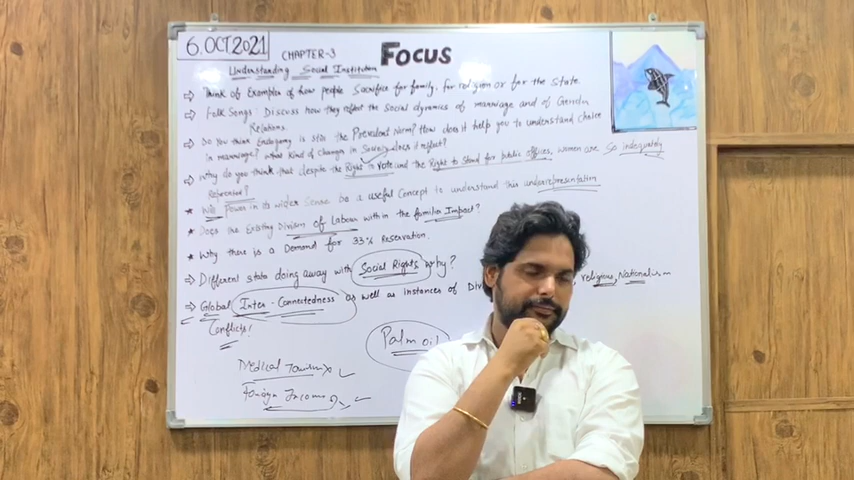 6. OCT 2021
CHAPTER-3
FOCUS
Understanding Social Institution
⇒ Think of Examples of how people Sacrifice for family. For religion or for the State
⇒ Folk Songs: Discuss how they reflect the Social dynamics of marriage and of Gender
Relations.
⇒ Do you think Endogamy is still the Prevalent Norm? How does it help you to understand choice
in marriage? What kind of changes in Society does it reflect?
⇒ Why do you think that despite the Right to Vote and the Right to Stand for public offices, women are so indequately
Represented?
★ Will Power in its wider Sense be a useful Concept to understand this underrepresentation
★ Does the Existing Division of Labour within the families Impact?
★ Why there is a Demand for 33% Reservation.
⇒ Different state doing away with Social Rights Why?
⇒ Global Inter-Connectedness as well as instances of Div religious, Nationalism
Conflicts!
Palm oil
Medical Tourism
Foreign Income